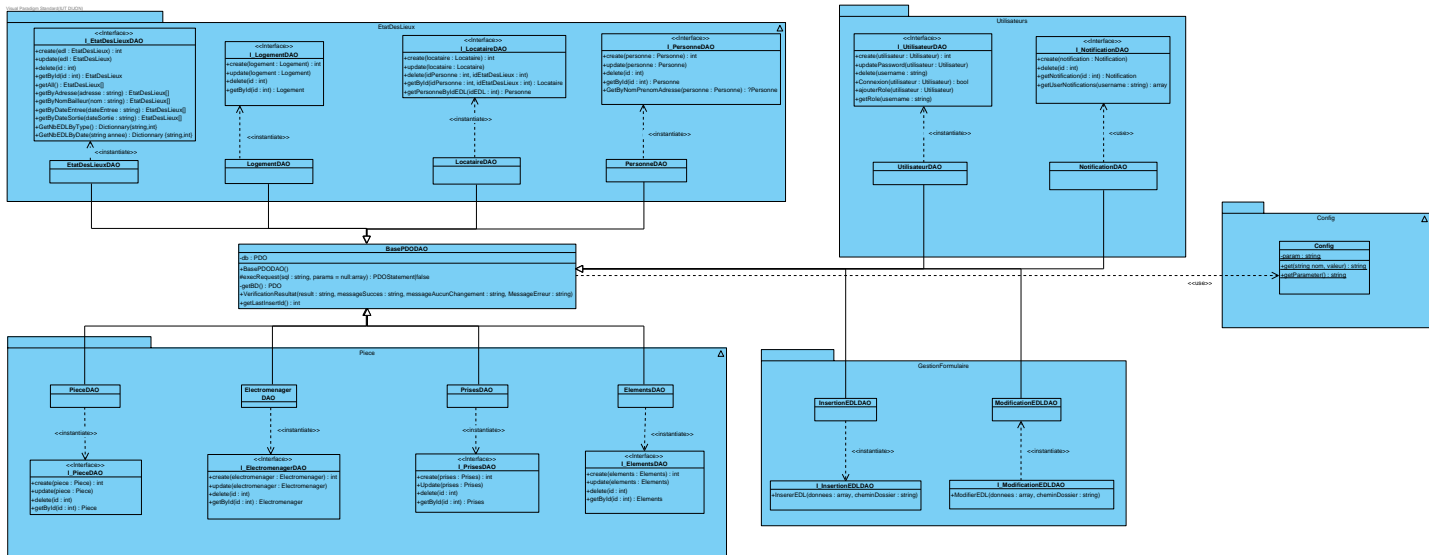 Visual Paradigm Standard(IUT DIJON)
EtatDesLieux
<<Interface>>
I_EtatDesLieuxDAO
+create(edl : EtatDesLieux) : int
+update(edl : EtatDesLieux)
+delete(id : int)
+getById(id : int) : EtatDesLieux
+getAll() : EtatDesLieux[]
+getByAdresse(adresse : string) : EtatDesLieux[]
+getByNomBailleur(nom : string) : EtatDesLieux[]
+getByDateEntree(dateEntree : string) : EtatDesLieux[]
+getByDateSortie(dateSortie : string) : EtatDesLieux[]
+GetNbEDLByType() : Dictionnary(string,int)
+GetNbEDLByDate(string annee) : Dictionnary (string,int)
<<instantiate>>
EtatDesLieuxDAO
<<Interface>>
I_LogementDAO
+create(logement : Logement) : int
+update(logement : Logement)
+delete(id : int)
+getById(id : int) : Logement
<<instantiate>>
LogementDAO
<<Interface>>
I_LocataireDAO
+create(locataire : Locataire) : int
+update(locataire : Locataire)
+delete(idPersonne : int, idEtatDesLieux : int)
+getById(idPersonne : int, idEtatDesLieux : int) : Locataire
+getPersonneByIdEDL(idEDL : int) : Personne
<<instantiate>>
LocataireDAO
<<Interface>>
I_PersonneDAO
+create(personne : Personne) : int
+update(personne : Personne)
+delete(id : int)
+getById(id : int) : Personne
+GetByNomPrenomAdresse(personne : Personne) : ?Personne
<<instantiate>>
PersonneDAO
Utilisateurs
<<Interface>>
I_UtilisateurDAO
+create(utilisateur : Utilisateur) : int
+updatePassword(utilisateur : Utilisateur)
+delete(username : string)
+Connexion(utilisateur : Utilisateur) : bool
+ajouterRole(utilisateur : Utilisateur)
+getRole(username : string)
<<instantiate>>
UtilisateurDAO
<<Interface>>
I_NotificationDAO
+create(notification : Notification)
+delete(id : int)
+getNotification(id : int) : Notification
+getUserNotifications(username : string) : array
<<use>>
NotificationDAO
BasePDODAO
-db : PDO
+BasePDODAO()
#execRequest(sql : string, params = null:array) : PDOStatement|false
-getBD() : PDO
+VerificationResultat(result : string, messageSucces : string, messageAucunChangement : string, MessageErreur : string)
+getLastInsertId() : int
<<use>>
Config
Config
-param : string
+get(string nom, valeur) : string
+getParameter() : string
Piece
PieceDAO
<<instantiate>>
<<Interface>>
I_PieceDAO
+create(piece : Piece) : int
+update(piece : Piece)
+delete(id : int)
+getById(id : int) : Piece
Electromenager
DAO
<<instantiate>>
<<Interface>>
I_ElectromenagerDAO
+create(electromenager : Electromenager) : int
+update(electromenager : Electromenager)
+delete(id : int)
+getById(id : int) : Electromenager
PrisesDAO
<<instantiate>>
<<Interface>>
I_PrisesDAO
+create(prises : Prises) : int
+Update(prises : Prises)
+delete(id : int)
+getById(id : int) : Prises
ElementsDAO
<<instantiate>>
<<Interface>>
I_ElementsDAO
+create(elements : Elements) : int
+update(elements : Elements)
+delete(id : int)
+getById(id : int) : Elements
GestionFormulaire
InsertionEDLDAO
<<instantiate>>
I_InsertionEDLDAO
+InsererEDL(donnees : array, cheminDossier : string)
ModificationEDLDAO
<<instantiate>>
I_ModificationEDLDAO
+ModifierEDL(donnees : array, cheminDossier : string)